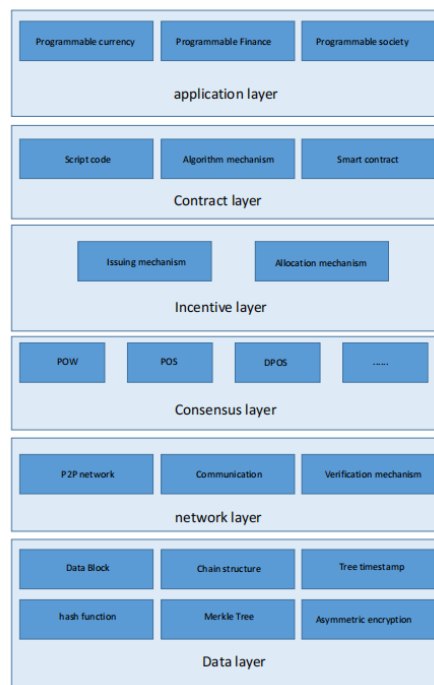 Programmable currency
Programmable Finance
Programmable society
application layer
Script code
Algorithm mechanism
Smart contract
Contract layer
Issuing mechanism
Allocation mechanism
Incentive layer
POW
POS
DPOS
......
Consensus layer
P2P network
Communication
Verification mechanism
network layer
Data Block
Chain structure
Tree timestamp
hash function
Merkle Tree
Asymmetric encryption
Data layer